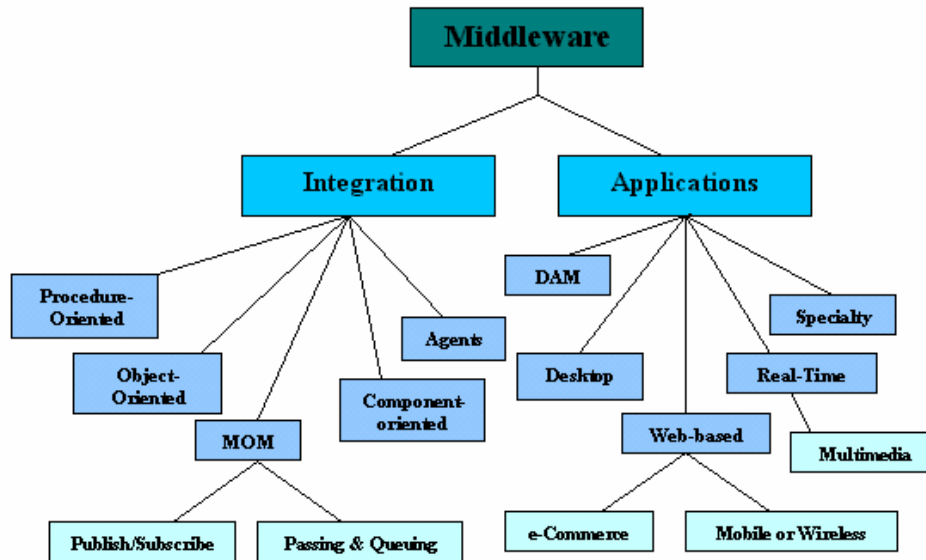 Middleware
Integration
Applications
DAM
Procedure-
Oriented
Specialty
Agents
Object-
Oriented
Desktop
Real-Time
Component-
oriented
MOM
Web-based
Multimedia
Publish/Subscribe
Passing & Queuing
e-Commerce
Mobile or Wireless